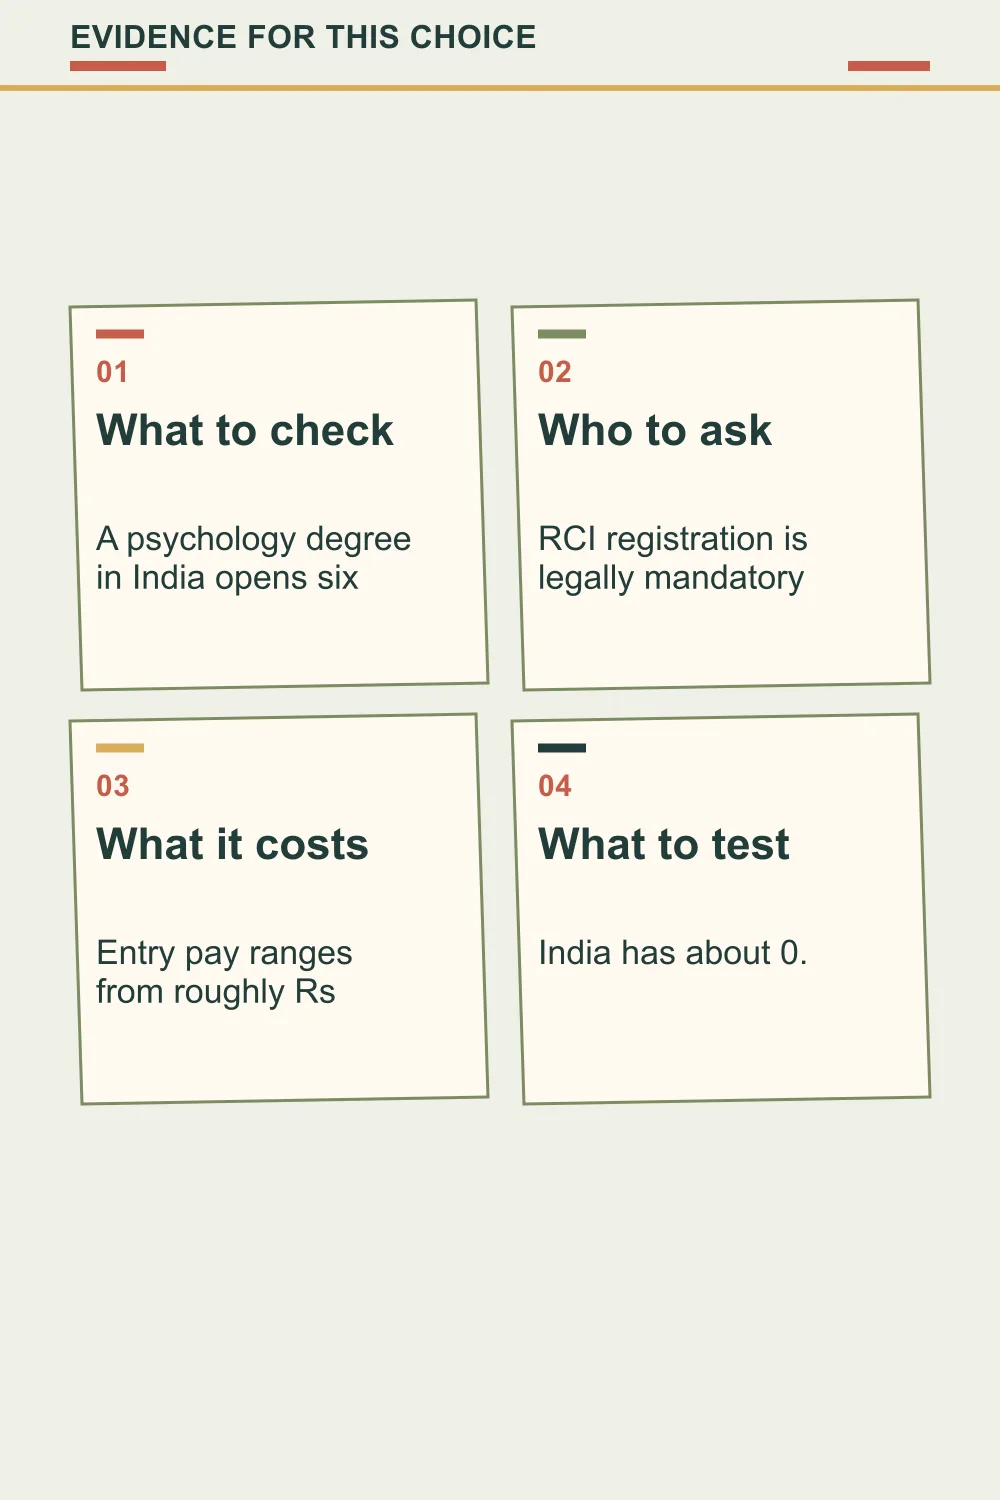 EVIDENCE FOR THIS CHOICE
01
What to check
A psychology degree
in India opens six
02
Who to ask
RCI registration is
legally mandatory
03
What it costs
Entry pay ranges
from roughly Rs
04
What to test
India has about 0.